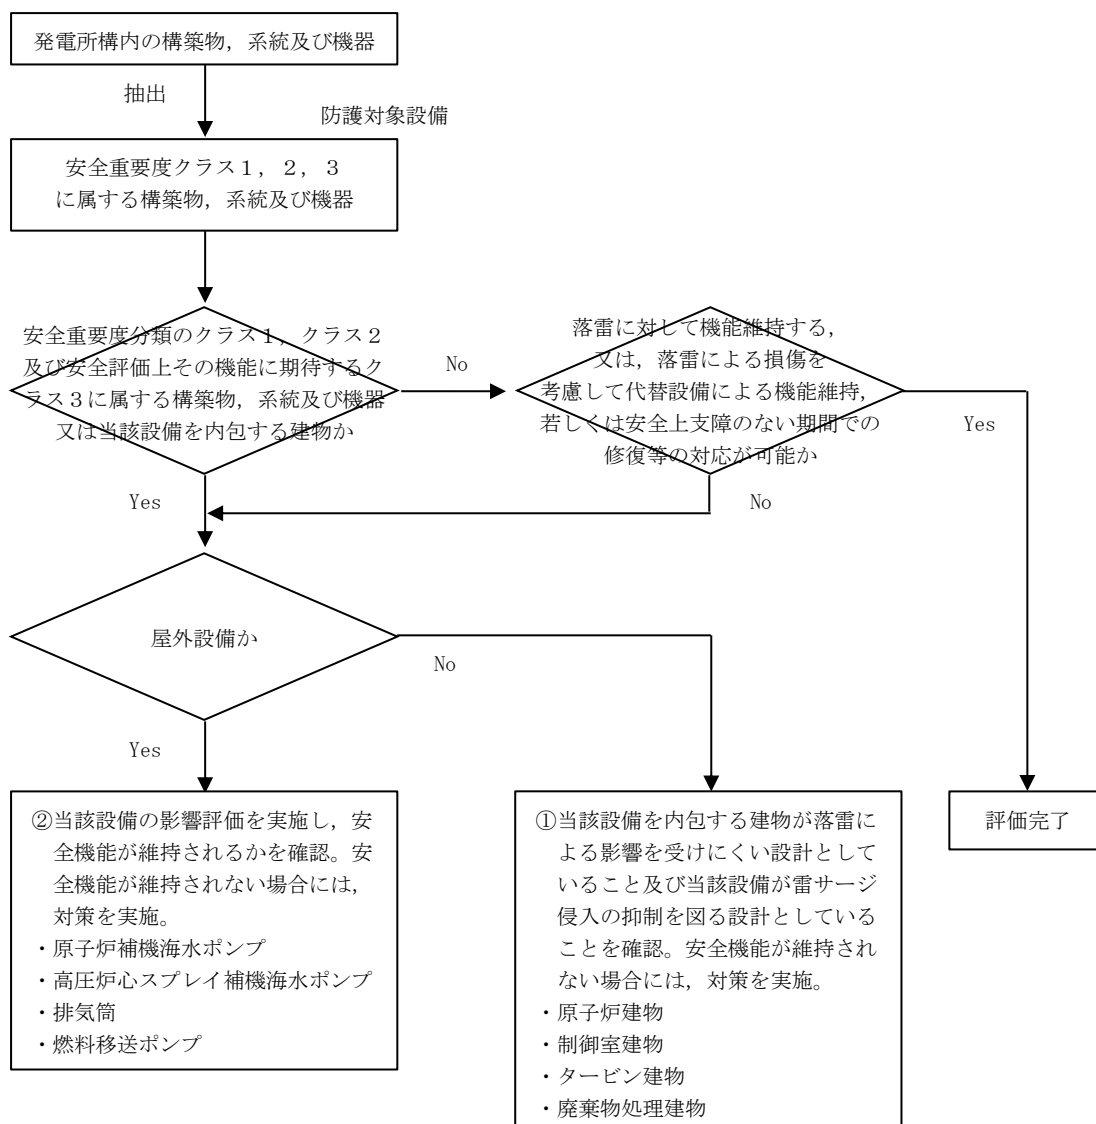 発電所構内の構築物，系統及び機器
抽出
防護対象設備
安全重要度クラス１，２，３
に属する構築物，系統及び機器
安全重要度分類のクラス１，クラス２
及び安全評価上その機能に期待するク
ラス３に属する構築物，系統及び機器
又は当該設備を内包する建物か
No
落雷に対して機能維持する，
又は，落雷による損傷を
考慮して代替設備による機能維持，
若しくは安全上支障のない期間での
修復等の対応が可能か
Yes
Yes
No
屋外設備か
No
Yes
②当該設備の影響評価を実施し，安
全機能が維持されるかを確認。安
全機能が維持されない場合には，
対策を実施。
・原子炉補機海水ポンプ
・高圧炉心スプレイ補機海水ポンプ
・排気筒
・燃料移送ポンプ
①当該設備を内包する建物が落雷に
よる影響を受けにくい設計として
いること及び当該設備が雷サージ
侵入の抑制を図る設計としている
ことを確認。安全機能が維持され
ない場合には，対策を実施。
・原子炉建物
・制御室建物
・タービン建物
・廃棄物処理建物
評価完了